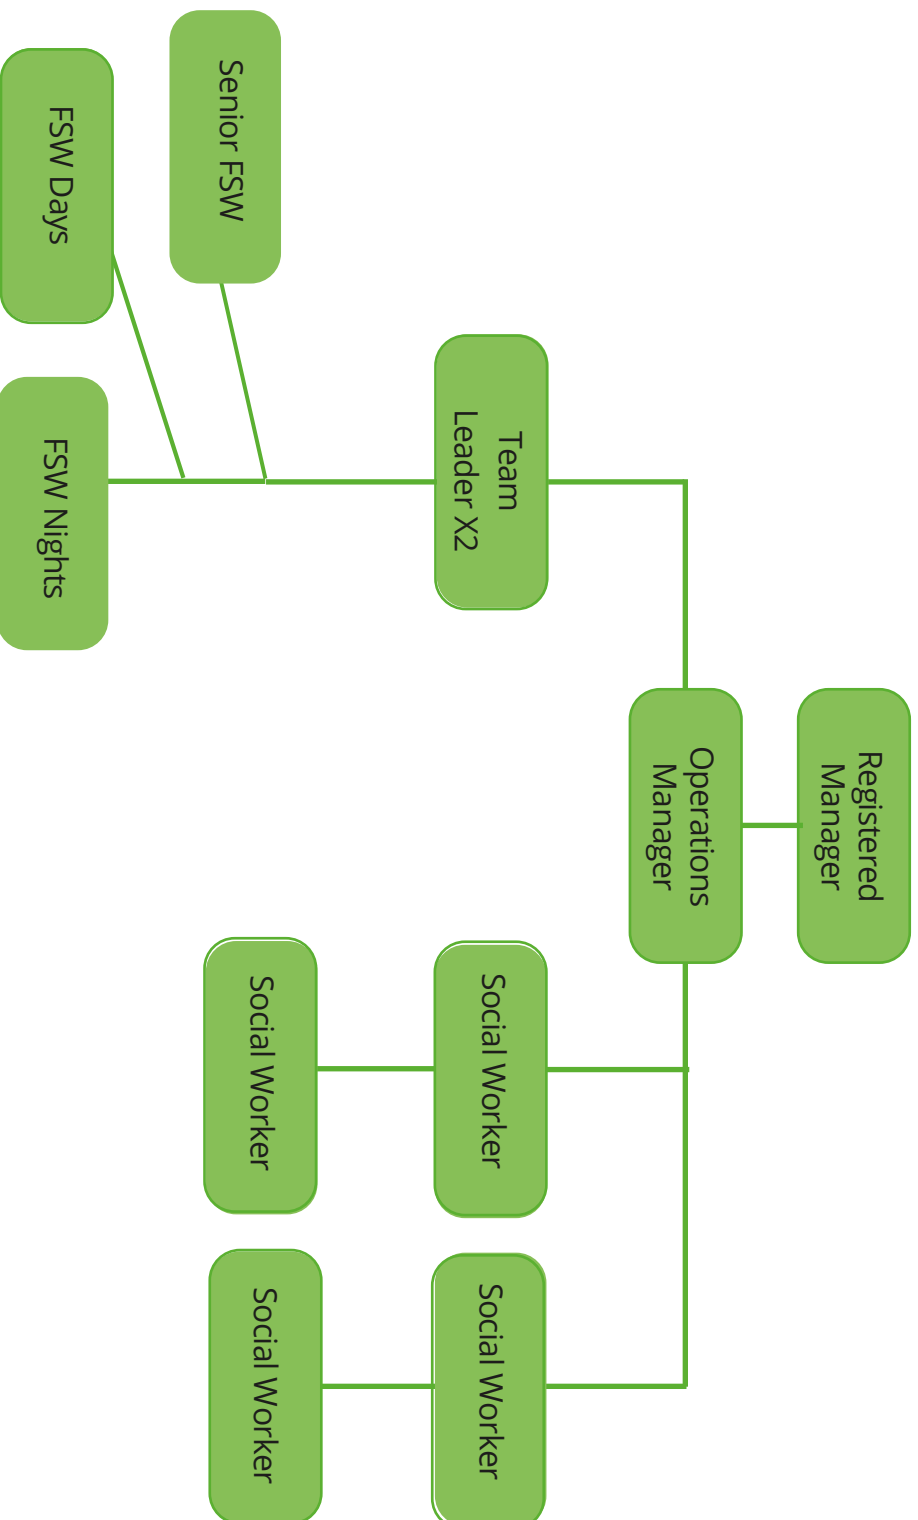 Registered
Manager
Operations
Manager
Team
Leader X2
Social Worker
Social Worker
Senior FSW
Social Worker
Social Worker
FSW Days
FSW Nights